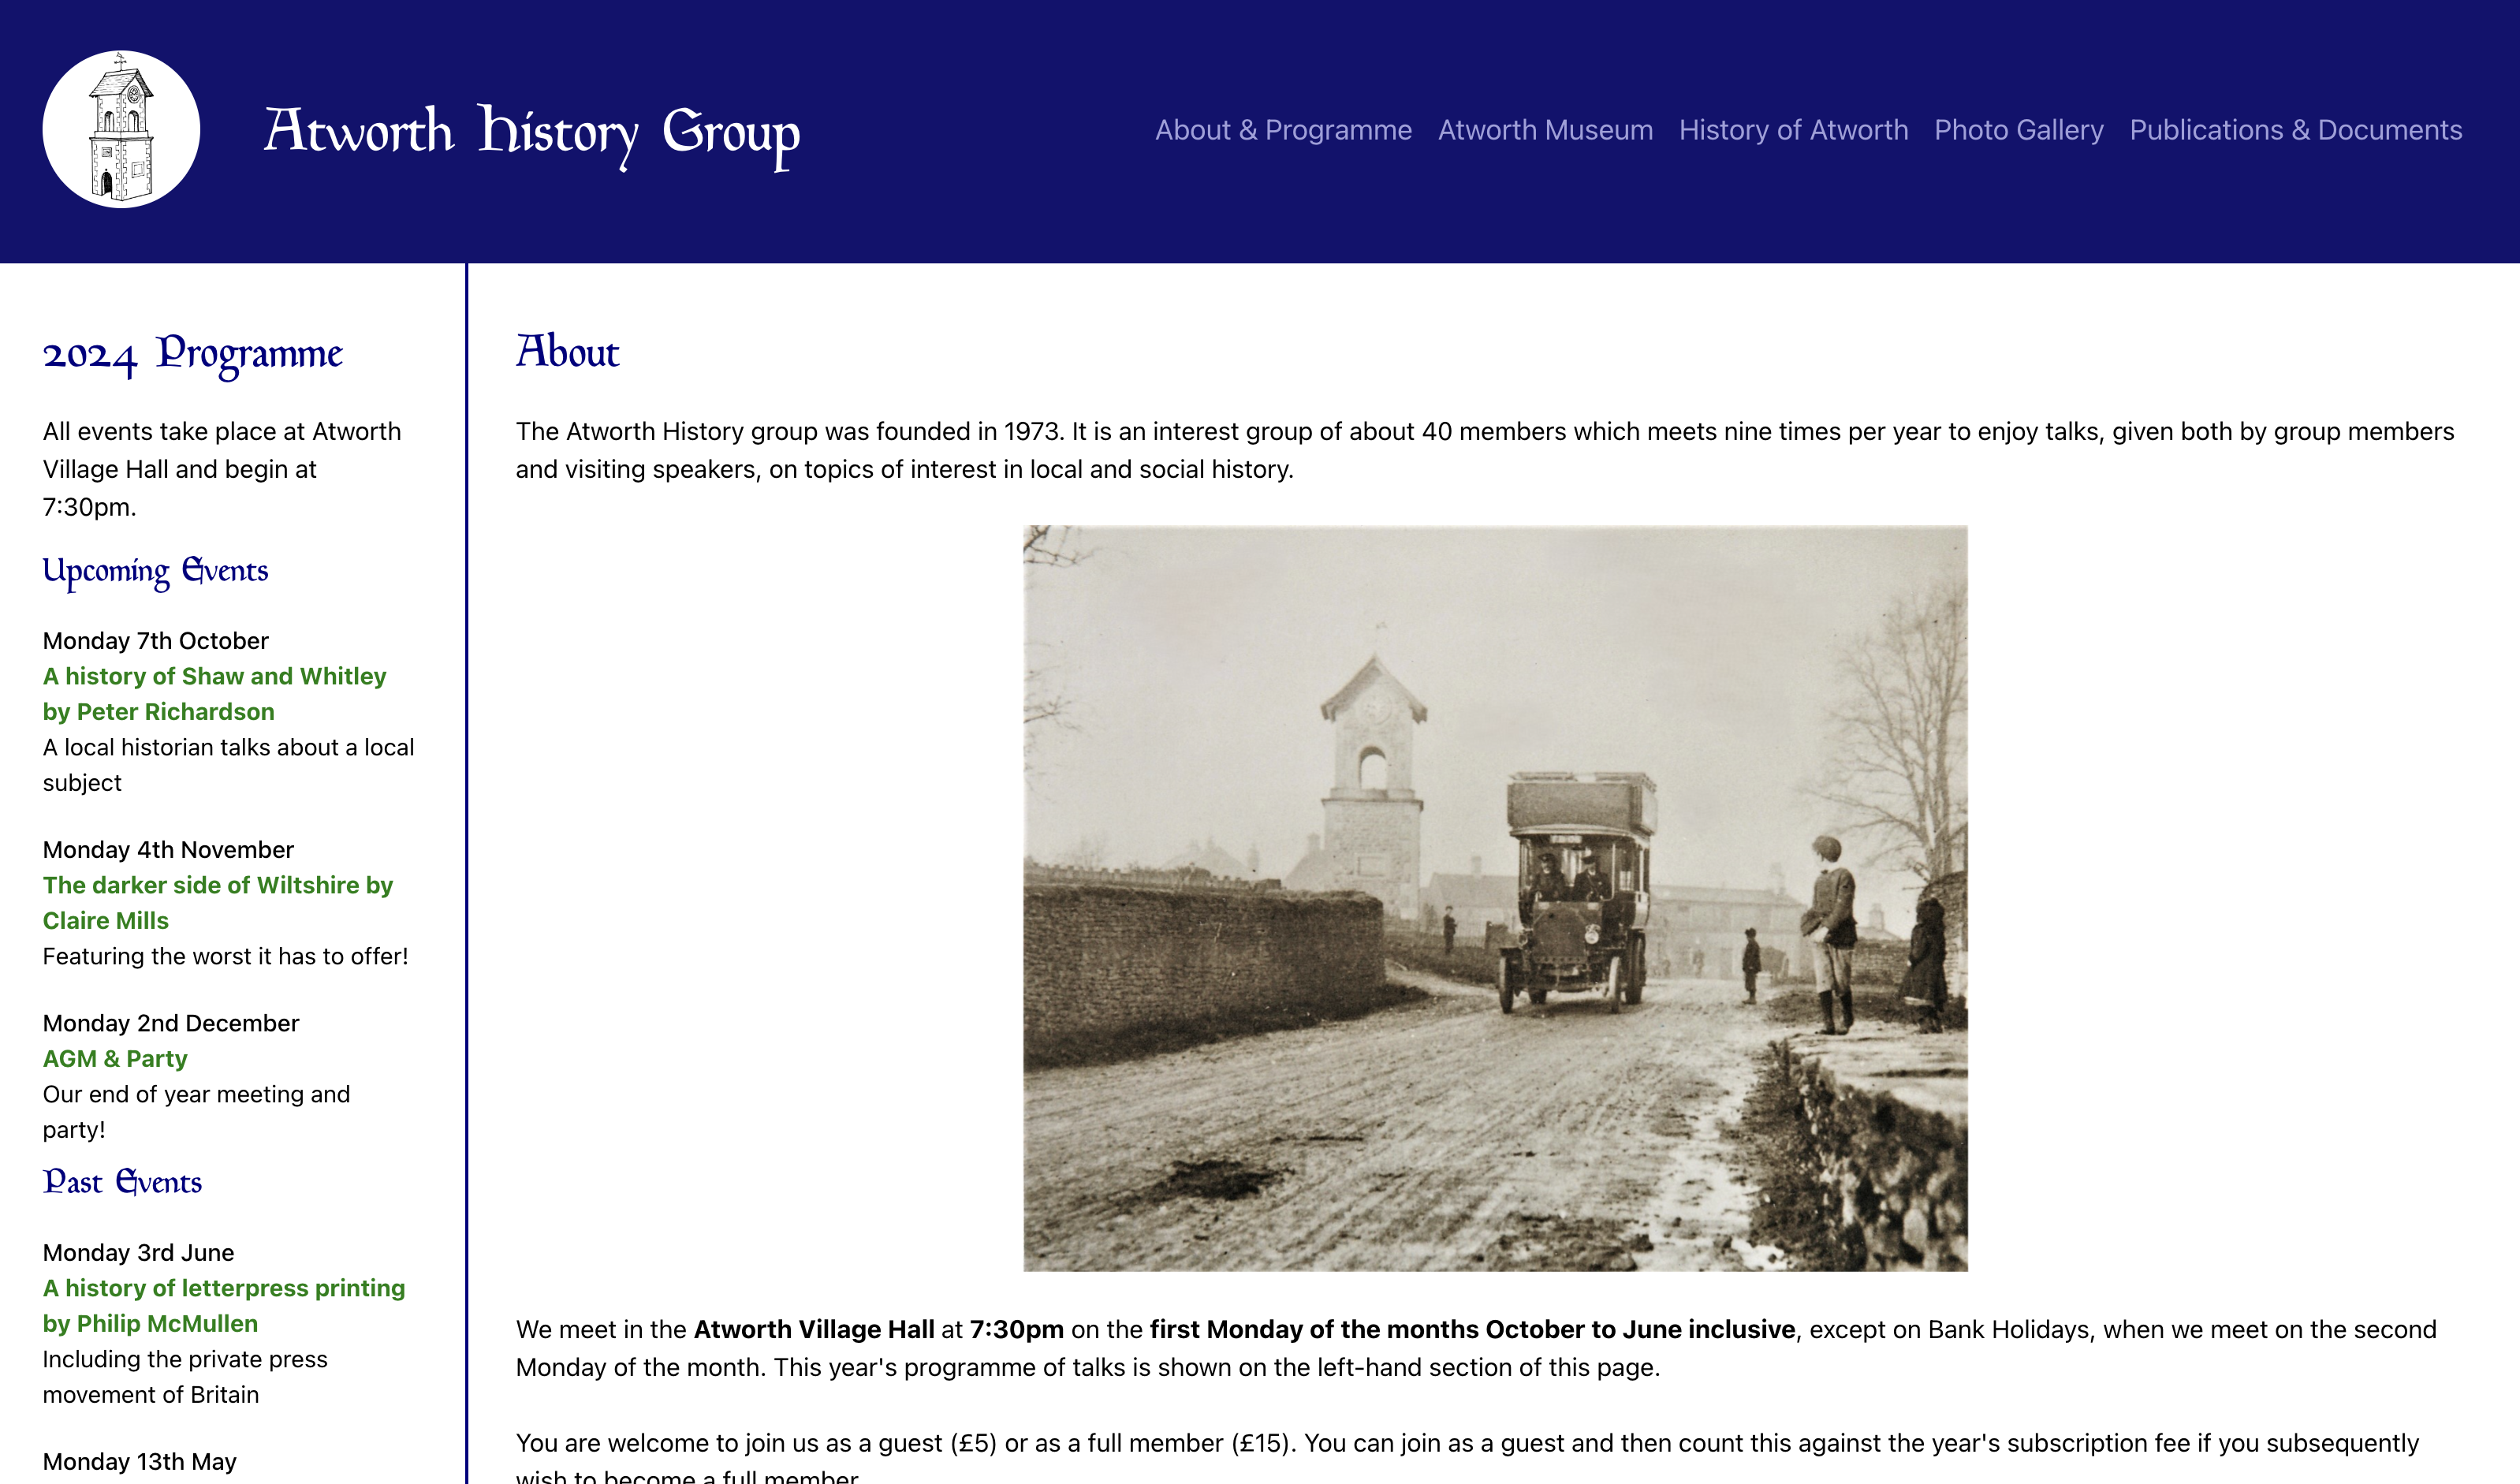 Atworth History Group
About & Programme
Atworth Museum
History of Atworth
Photo Gallery
Publications & Documents
2024 Programme
All events take place at Atworth
Village Hall and begin at
7:30pm.
Upcoming Events
Monday 7th October
A history of Shaw and Whitley
by Peter Richardson
A local historian talks about a local
subject
Monday 4th November
The darker side of Wiltshire by
Claire Mills
Featuring the worst it has to offer!
Monday 2nd December
AGM & Party
Our end of year meeting and
party!
Past Events
Monday 3rd June
A history of letterpress printing
by Philip McMullen
Including the private press
movement of Britain
Monday 13th May
About
The Atworth History group was founded in 1973. It is an interest group of about 40 members which meets nine times per year to enjoy talks, given both by group members
and visiting speakers, on topics of interest in local and social history.
We meet in the Atworth Village Hall at 7:30pm on the first Monday of the months October to June inclusive, except on Bank Holidays, when we meet on the second
Monday of the month. This year's programme of talks is shown on the left-hand section of this page.
You are welcome to join us as a guest (£5) or as a full member (£15). You can join as a guest and then count this against the year's subscription fee if you subsequently
wish to become a full member.